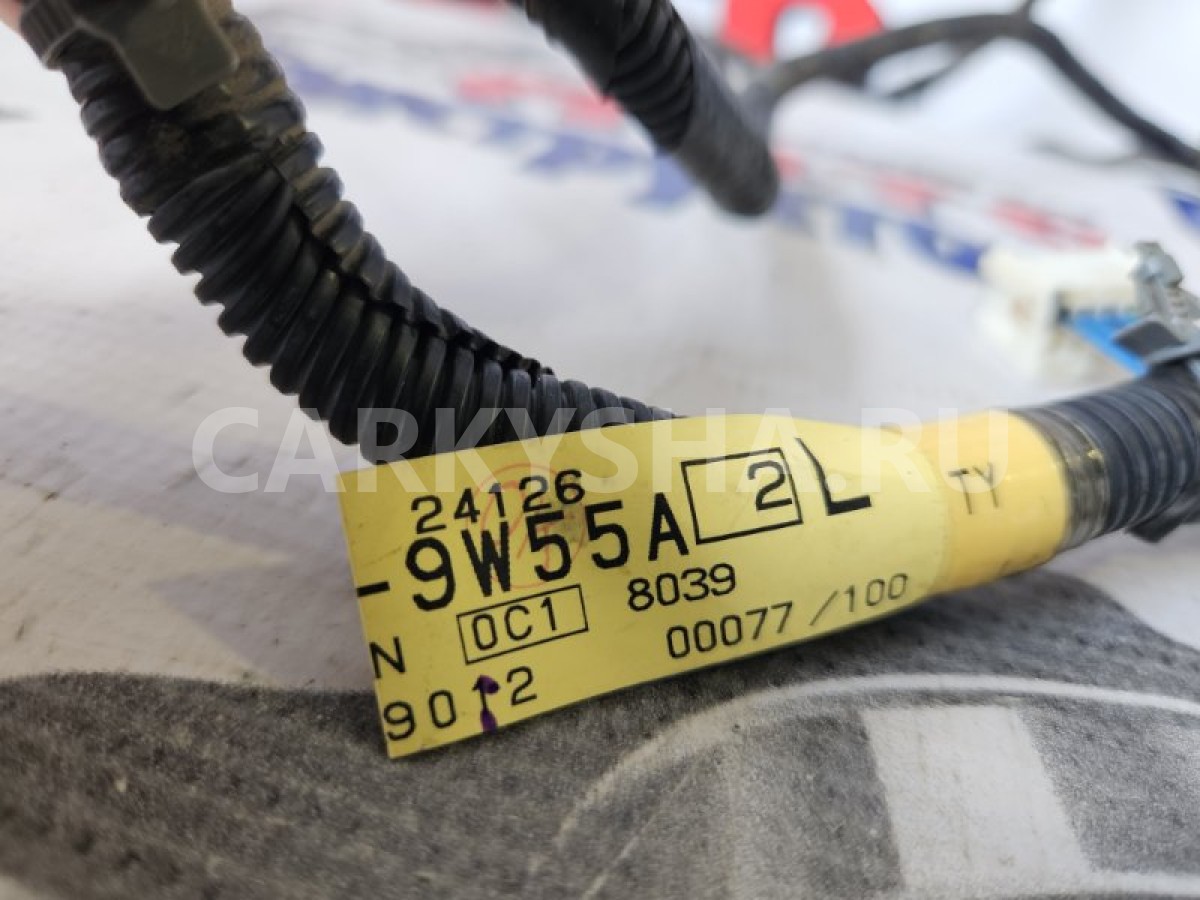 CARKYSHA.RU
24126
-9W55A 2 L TY
0C1 8039
N 00077/100
9012